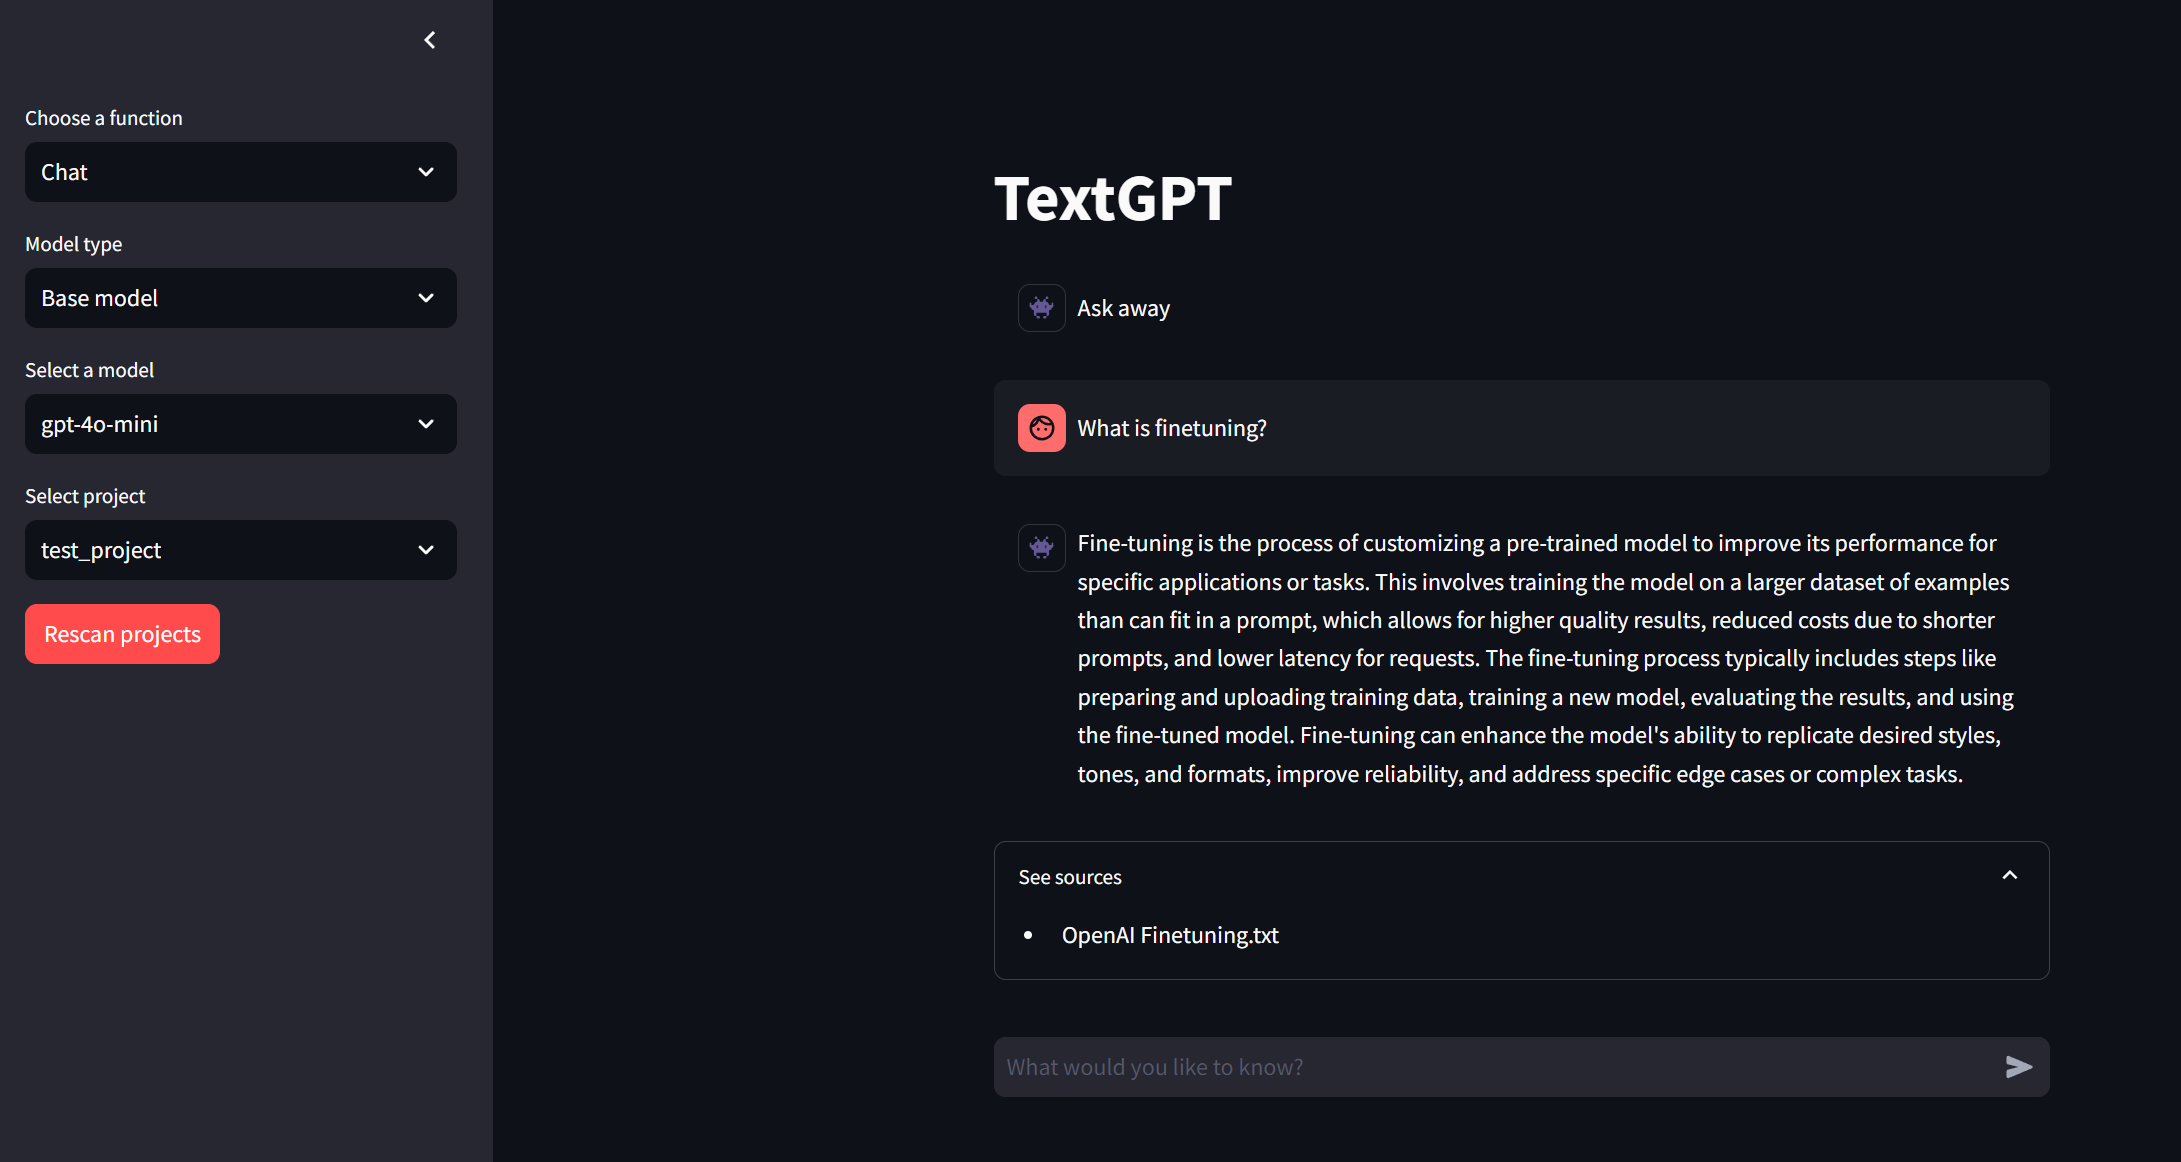 Choose a function
Chat
Model type
Base model
Select a model
gpt-4o-mini
Select project
test_project
Rescan projects
TextGPT
Ask away
What is finetuning?
Fine-tuning is the process of customizing a pre-trained model to improve its performance for
specific applications or tasks. This involves training the model on a larger dataset of examples
than can fit in a prompt, which allows for higher quality results, reduced costs due to shorter
prompts, and lower latency for requests. The fine-tuning process typically includes steps like
preparing and uploading training data, training a new model, evaluating the results, and using
the fine-tuned model. Fine-tuning can enhance the model's ability to replicate desired styles,
tones, and formats, improve reliability, and address specific edge cases or complex tasks.
See sources
• OpenAI Finetuning.txt
What would you like to know?